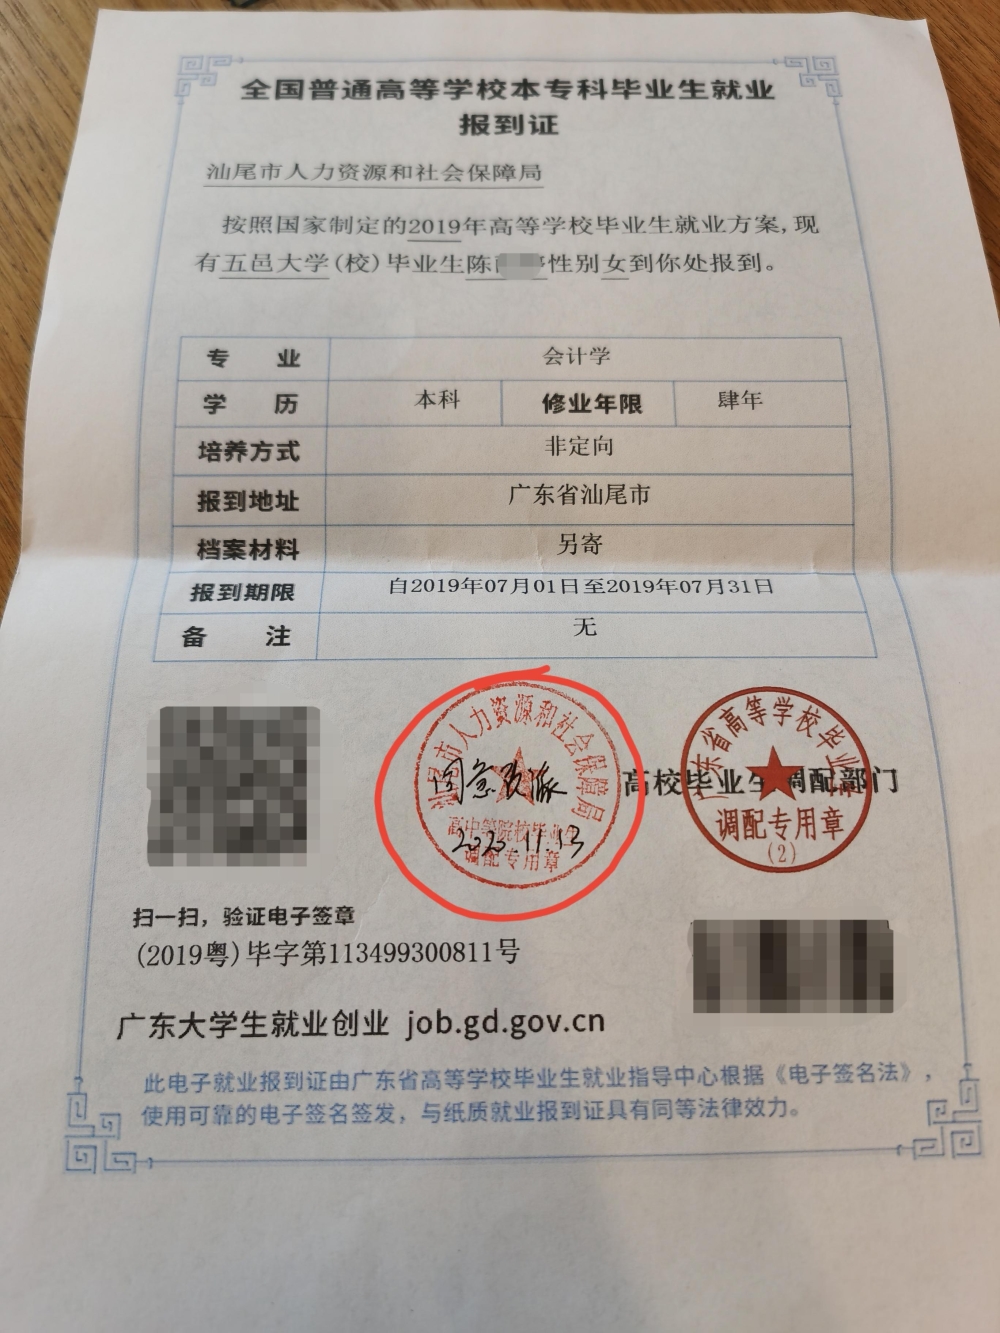 全国普通高等学校本专科毕业生就业
报到证
汕尾市人力资源和社会保障局
按照国家制定的2019年高等学校毕业生就业方案,现
有五邑大学(校)毕业生陈 性别女到你处报到。
专 业 会计学
学 历 本科 修业年限 肆年
培养方式 非定向
报到地址 广东省汕尾市
档案材料 另寄
报到期限 自2019年07月01日至2019年07月31日
备 注 无
汕尾市人力资源和社会保障局
同意改派
高中等院校毕业生
2020.11.13
调配专用章
广东省高等学校毕业生
高校毕业生调配部门
调配专用章
(2)
扫一扫，验证电子签章
(2019粤)毕字第113499300811号
广东大学生就业创业 job.gd.gov.cn
此电子就业报到证由广东省高等学校毕业生就业指导中心根据《电子签名法》，
使用可靠的电子签名签发，与纸质就业报到证具有同等法律效力。